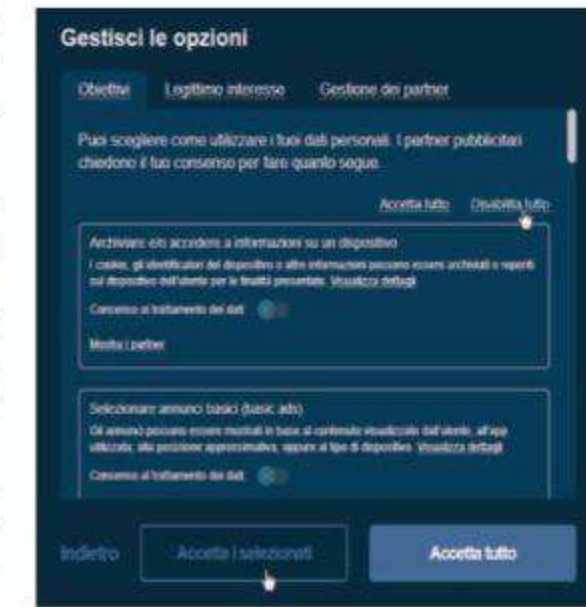 Gestisci le opzioni
Obiettivi Legittimo interesse Gestione dei partner
Puoi scegliere come utilizzare i tuoi dati personali. I partner pubblicitari
chiedono il tuo consenso per fare quanto segue.
Accetta tutto Disabilita tutto
Archiviare e/o accedere a informazioni su un dispositivo
I cookie, gli identificatori del dispositivo o altre informazioni possono essere archiviati o reperiti
sul dispositivo dell'utente per le finalità presentate. Visualizza dettagli
Consenso al trattamento dei dati
Mostra i partner
Selezionare annunci basici (basic ads)
Gli annunci possono essere mostrati in base al contenuto visualizzato dall'utente, all'app
utilizzata, alla posizione approssimativa, oppure al tipo di dispositivo. Visualizza dettagli
Consenso al trattamento dei dati
Indietro Accetta i selezionati Accetta tutto